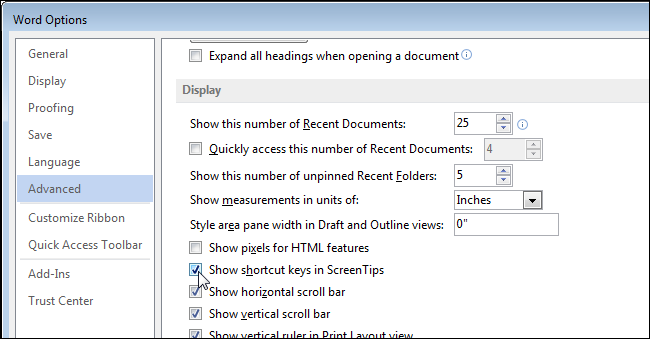 Word Options
General
Display
Proofing
Save
Language
Advanced
Customize Ribbon
Quick Access Toolbar
Add-Ins
Trust Center
Expand all headings when opening a document
Display
Show this number of Recent Documents: 25
Quickly access this number of Recent Documents: 4
Show this number of unpinned Recent Folders: 5
Show measurements in units of: Inches
Style area pane width in Draft and Outline views: 0"
Show pixels for HTML features
Show shortcut keys in ScreenTips
Show horizontal scroll bar
Show vertical scroll bar
Show vertical ruler in Print Layout view